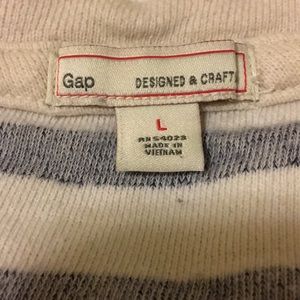 Gap DESIGNED & CRAFT
L
RN 54023
MADE IN
VIETNAM